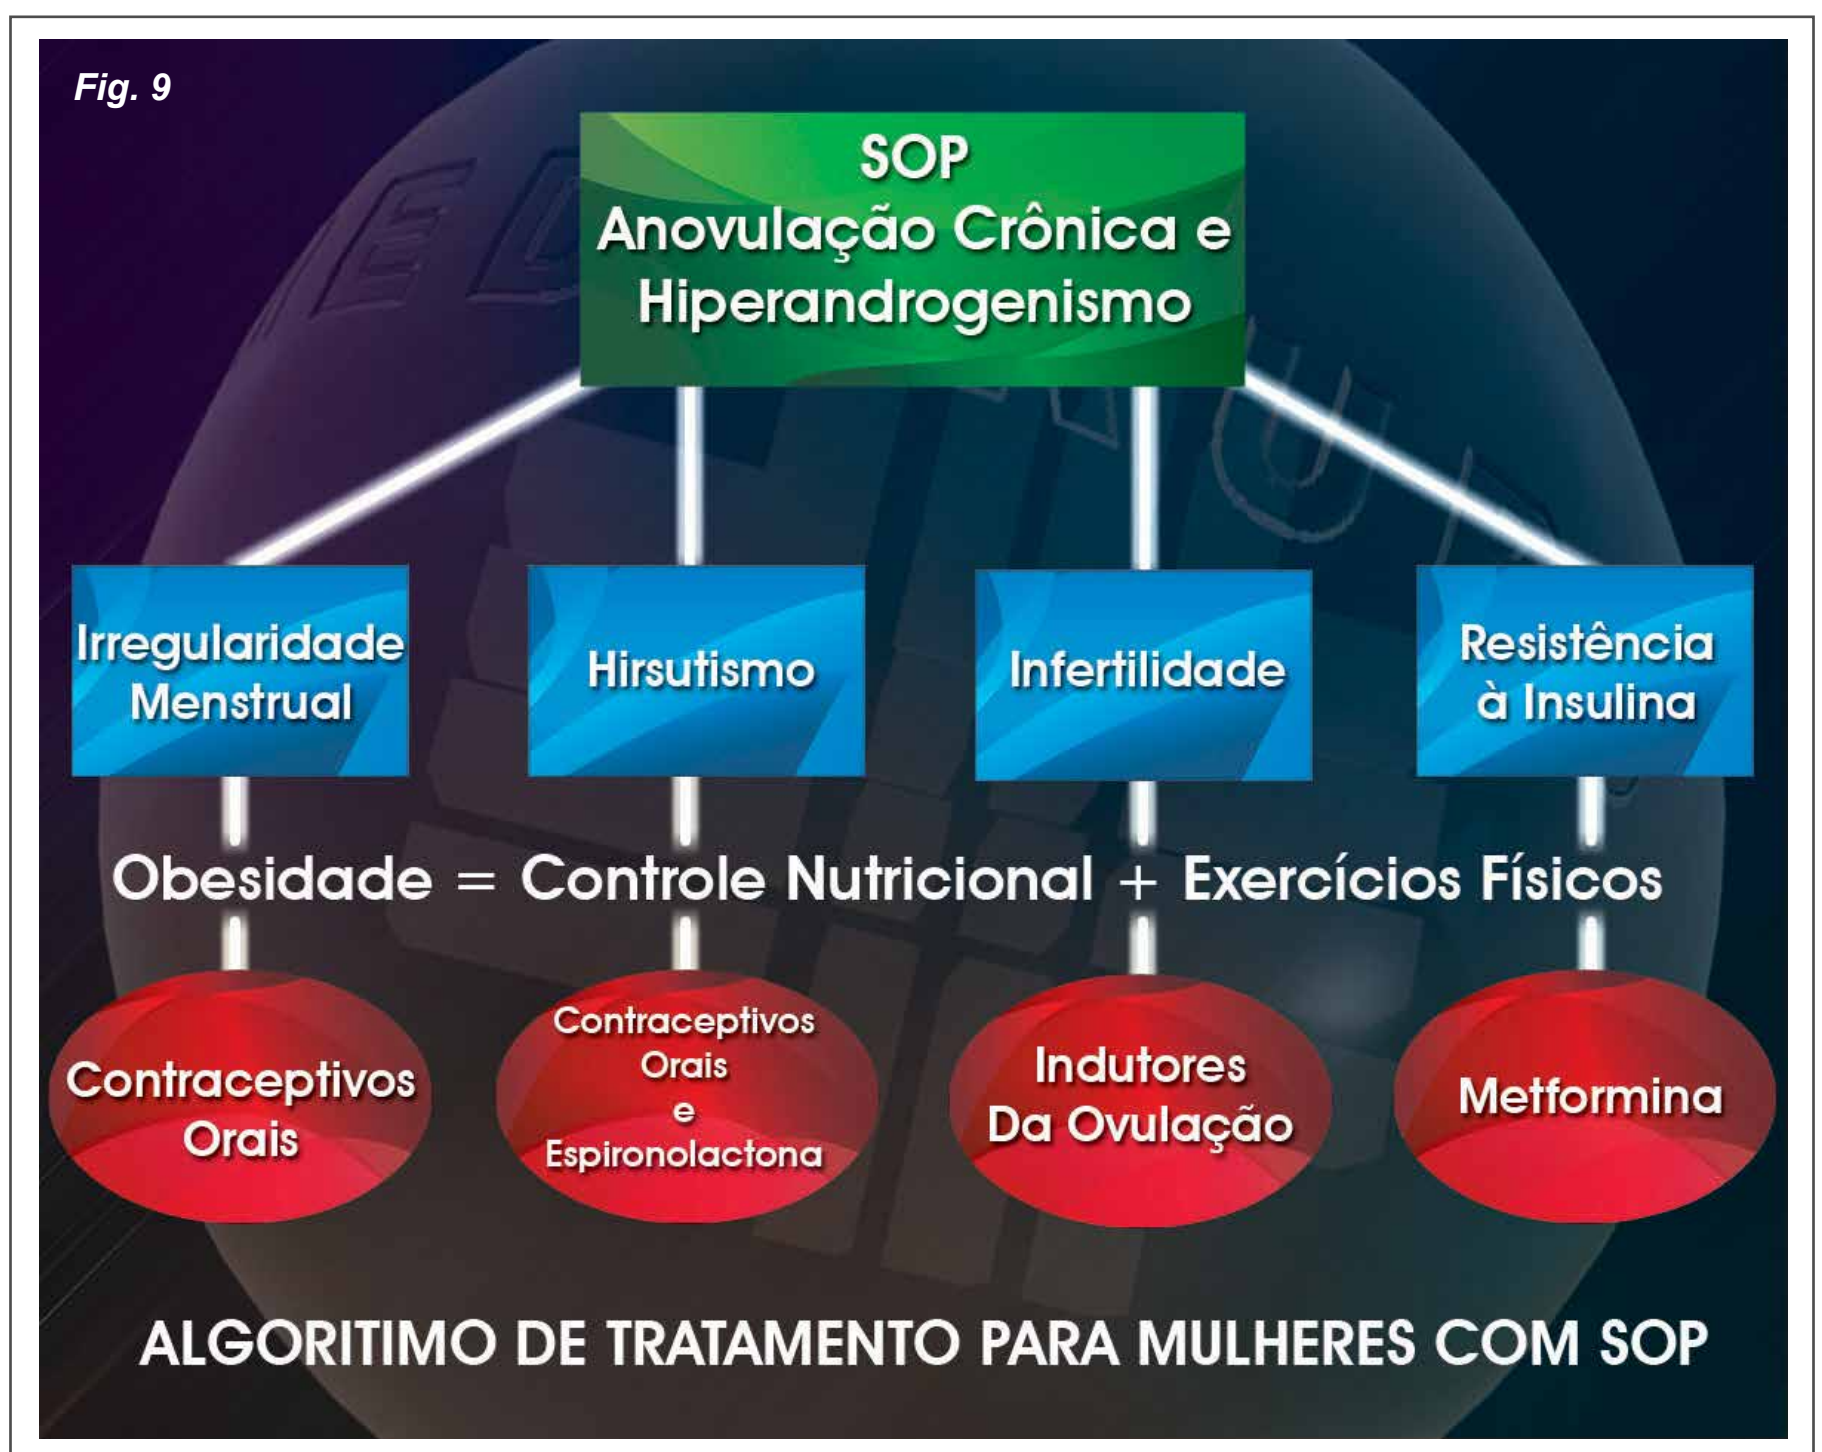 Fig. 9
SOP
Anovulação Crônica e
Hiperandrogenismo
Irregularidade
Menstrual
Hirsutismo
Infertilidade
Resistência
à Insulina
Obesidade = Controle Nutricional + Exercícios Físicos
Contraceptivos
Orais
Contraceptivos
Orais
e
Espironolactona
Indutores
Da Ovulação
Metformina
ALGORITIMO DE TRATAMENTO PARA MULHERES COM SOP